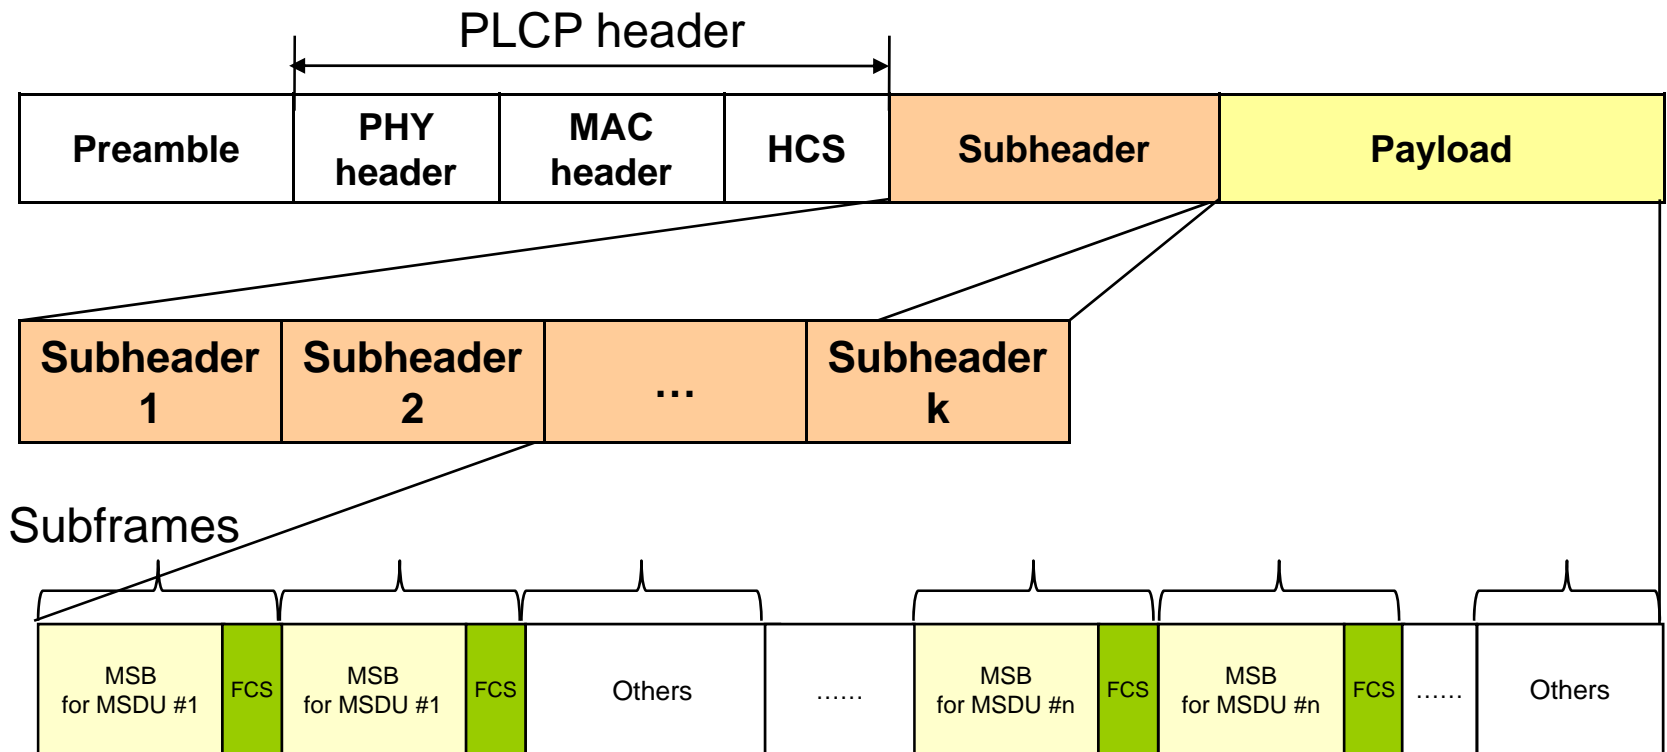 PLCP header
Preamble
PHY
header
MAC
header
HCS
Subheader
Payload
Subheader
1
Subheader
2
...
Subheader
k
Subframes
MSB
for MSDU #1
FCS
MSB
for MSDU #1
FCS
Others
......
MSB
for MSDU #n
FCS
MSB
for MSDU #n
FCS
......
Others